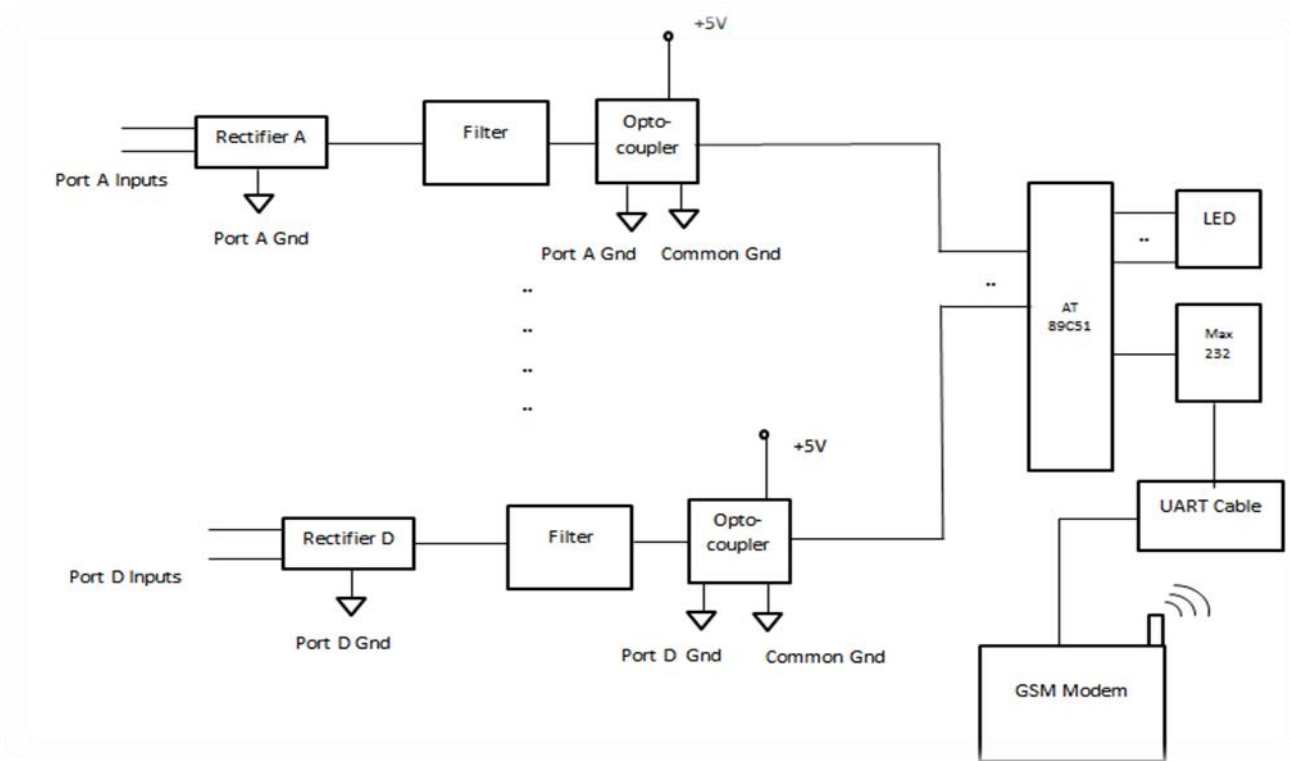 +5V
Rectifier A
Filter
Opto-
coupler
Port A Inputs
Port A Gnd
Port A Gnd
Common Gnd
..
..
..
..
..
AT
89C51
..
LED
Max
232
+5V
Rectifier D
Filter
Opto-
coupler
Port D Inputs
Port D Gnd
Port D Gnd
Common Gnd
UART Cable
GSM Modem